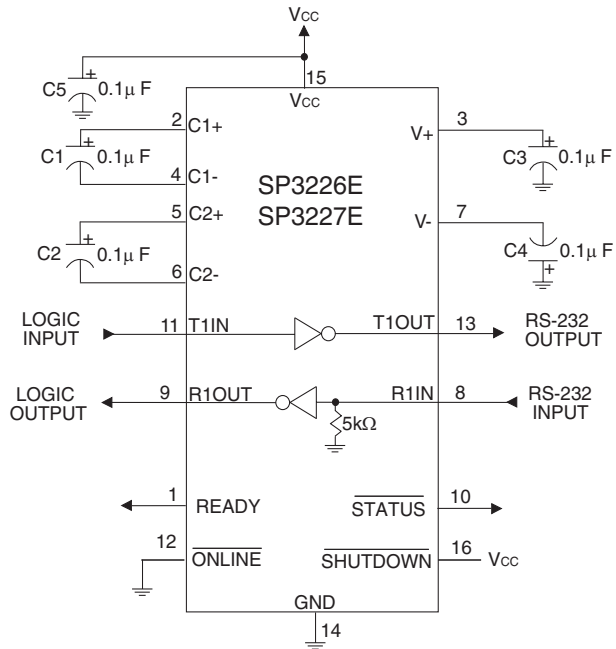 VCC
15
VCC
C5
+
0.1μ F
2
C1+
C1
+
0.1μ F
4
C1-
5
C2+
C2
+
0.1μ F
6
C2-
SP3226E
SP3227E
3
V+
C3
+
0.1μ F
7
V-
C4
+
0.1μ F
LOGIC
INPUT
11
T1IN
T1OUT
13
RS-232
OUTPUT
LOGIC
OUTPUT
9
R1OUT
R1IN
8
RS-232
INPUT
5kΩ
1
READY
STATUS
10
12
ONLINE
SHUTDOWN
16
VCC
GND
14